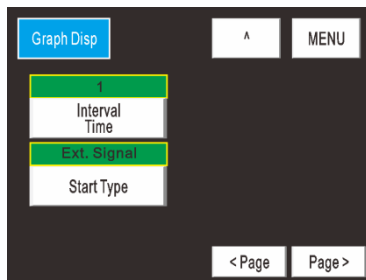 Graph Disp
^
MENU
1
Interval
Time
Ext. Signal
Start Type
< Page
Page >